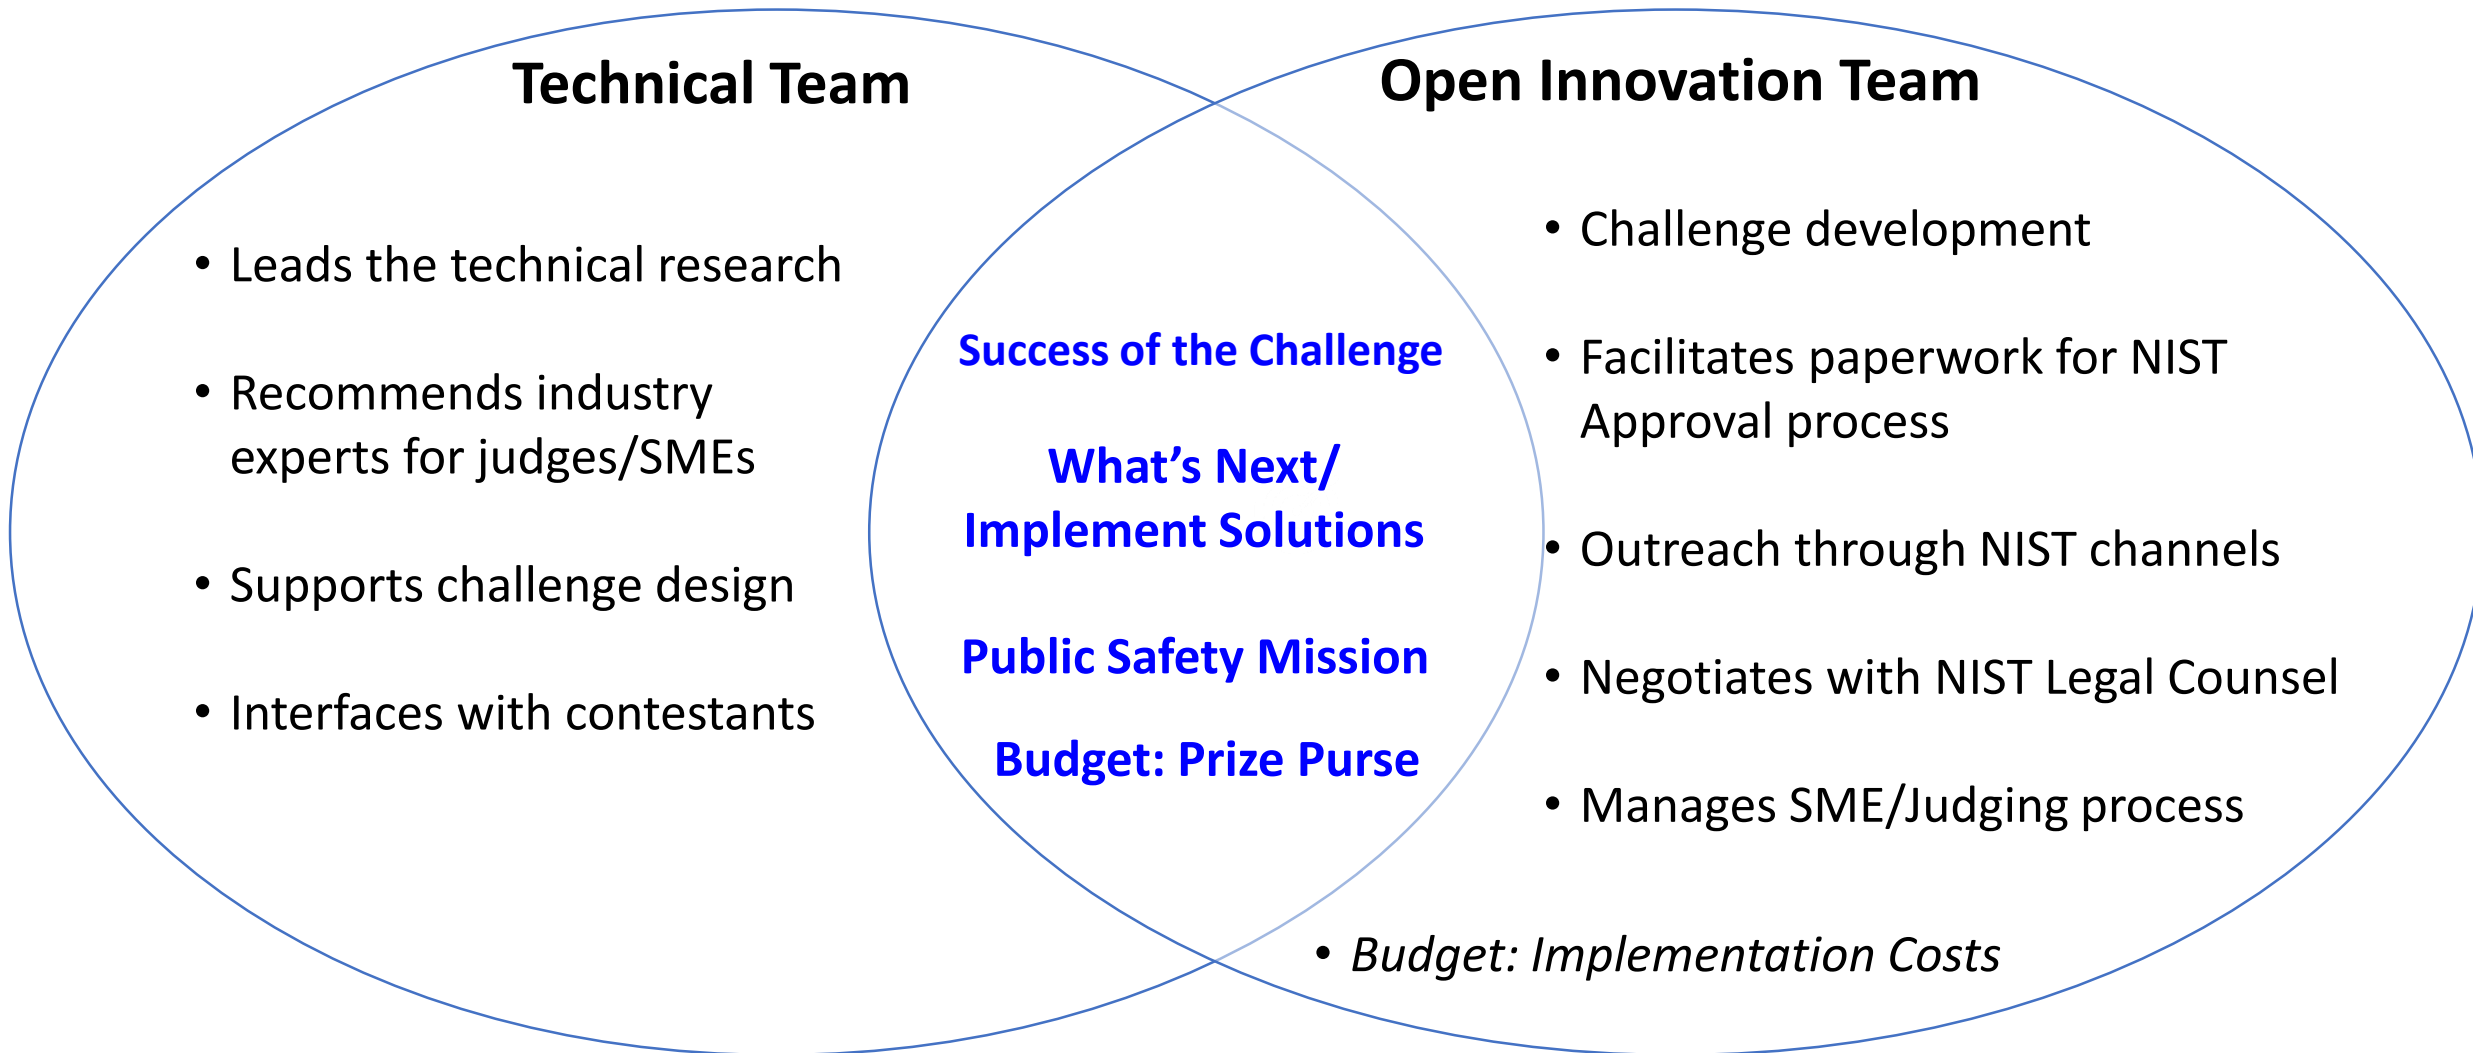 Technical Team
• Leads the technical research
• Recommends industry
experts for judges/SMEs
• Supports challenge design
• Interfaces with contestants
Success of the Challenge
What’s Next/
Implement Solutions
Public Safety Mission
Budget: Prize Purse
Open Innovation Team
• Challenge development
• Facilitates paperwork for NIST
Approval process
• Outreach through NIST channels
• Negotiates with NIST Legal Counsel
• Manages SME/Judging process
• Budget: Implementation Costs